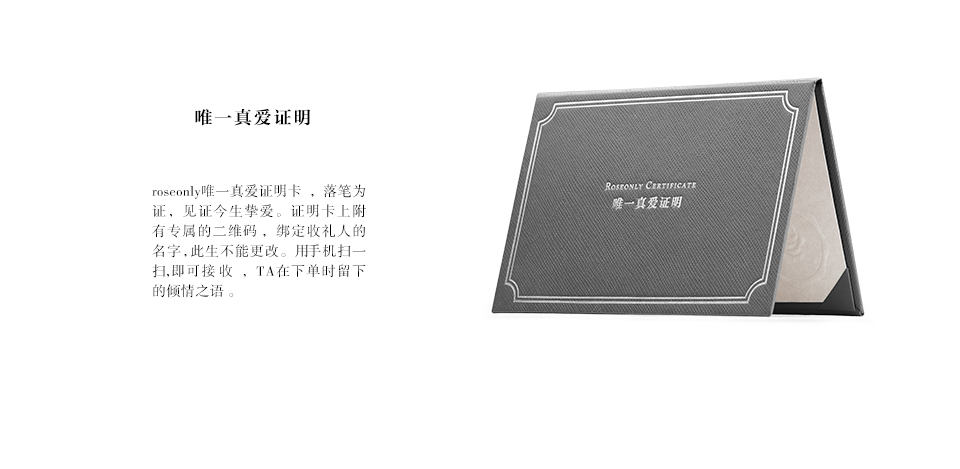 唯一真爱证明
roseonly唯一真爱证明卡 ，落笔为
证，见证今生挚爱。证明卡上附
有专属的二维码，绑定收礼人的
名字,此生不能更改。用手机扫一
扫,即可接收 ，TA在下单时留下
的倾情之语 。
ROSEONLY CERTIFICATE
唯一真爱证明